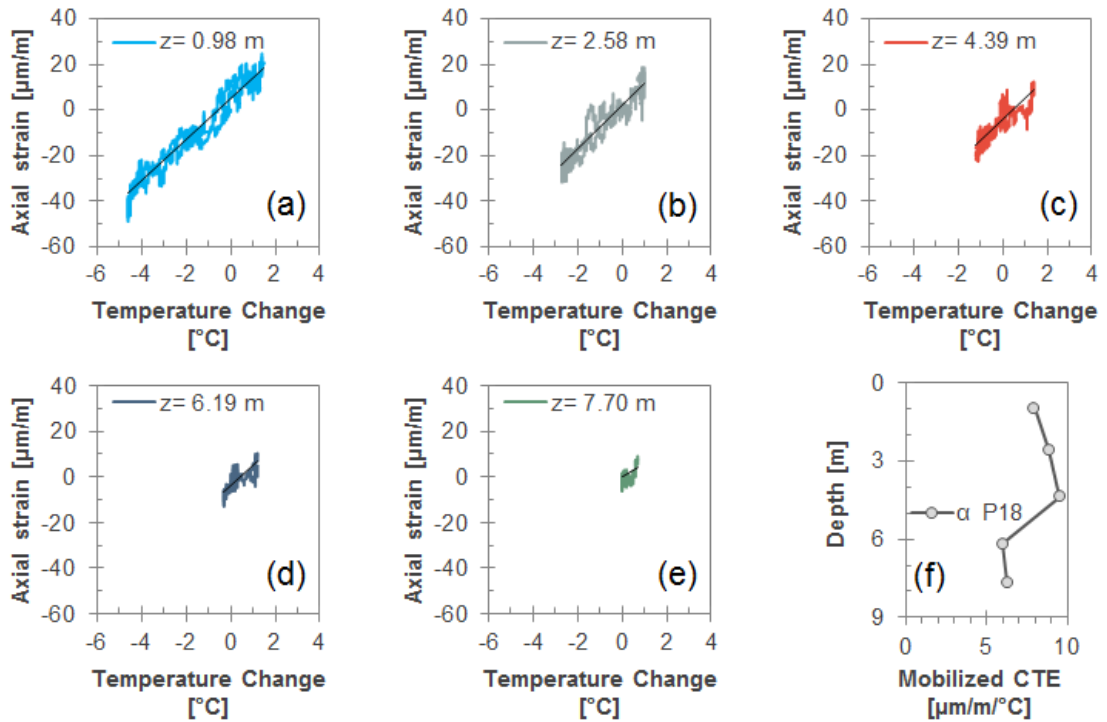 40
20
0
-20
-40
-60
Axial strain [µm/m]
z= 0.98 m
(a)
-6 -4 -2 0 2 4
Temperature Change
[°C]
40
20
0
-20
-40
-60
Axial strain [µm/m]
z= 2.58 m
(b)
-6 -4 -2 0 2 4
Temperature Change
[°C]
40
20
0
-20
-40
-60
Axial strain [µm/m]
z= 4.39 m
(c)
-6 -4 -2 0 2 4
Temperature Change
[°C]
40
20
0
-20
-40
-60
Axial strain [µm/m]
z= 6.19 m
(d)
-6 -4 -2 0 2 4
Temperature Change
[°C]
40
20
0
-20
-40
-60
Axial strain [µm/m]
z= 7.70 m
(e)
-6 -4 -2 0 2 4
Temperature Change
[°C]
0
3
6
9
Depth [m]
α P18
(f)
0 5 10
Mobilized CTE
[µm/m/°C]